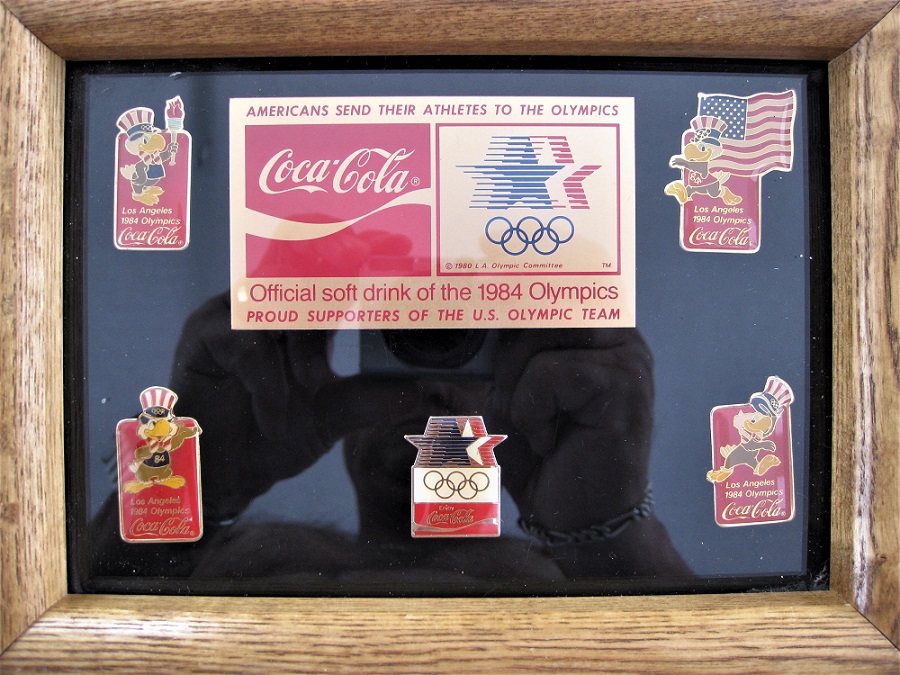 AMERICANS SEND THEIR ATHLETES TO THE OLYMPICS
Coca-Cola®
© 1980 L.A. Olympic Committee TM
Official soft drink of the 1984 Olympics
PROUD SUPPORTERS OF THE U.S. OLYMPIC TEAM
Los Angeles
1984 Olympics
Coca-Cola
Los Angeles
1984 Olympics
Coca-Cola
84
Los Angeles
1984 Olympics
Coca-Cola
Enjoy
Coca-Cola
Los Angeles
1984 Olympics
Coca-Cola